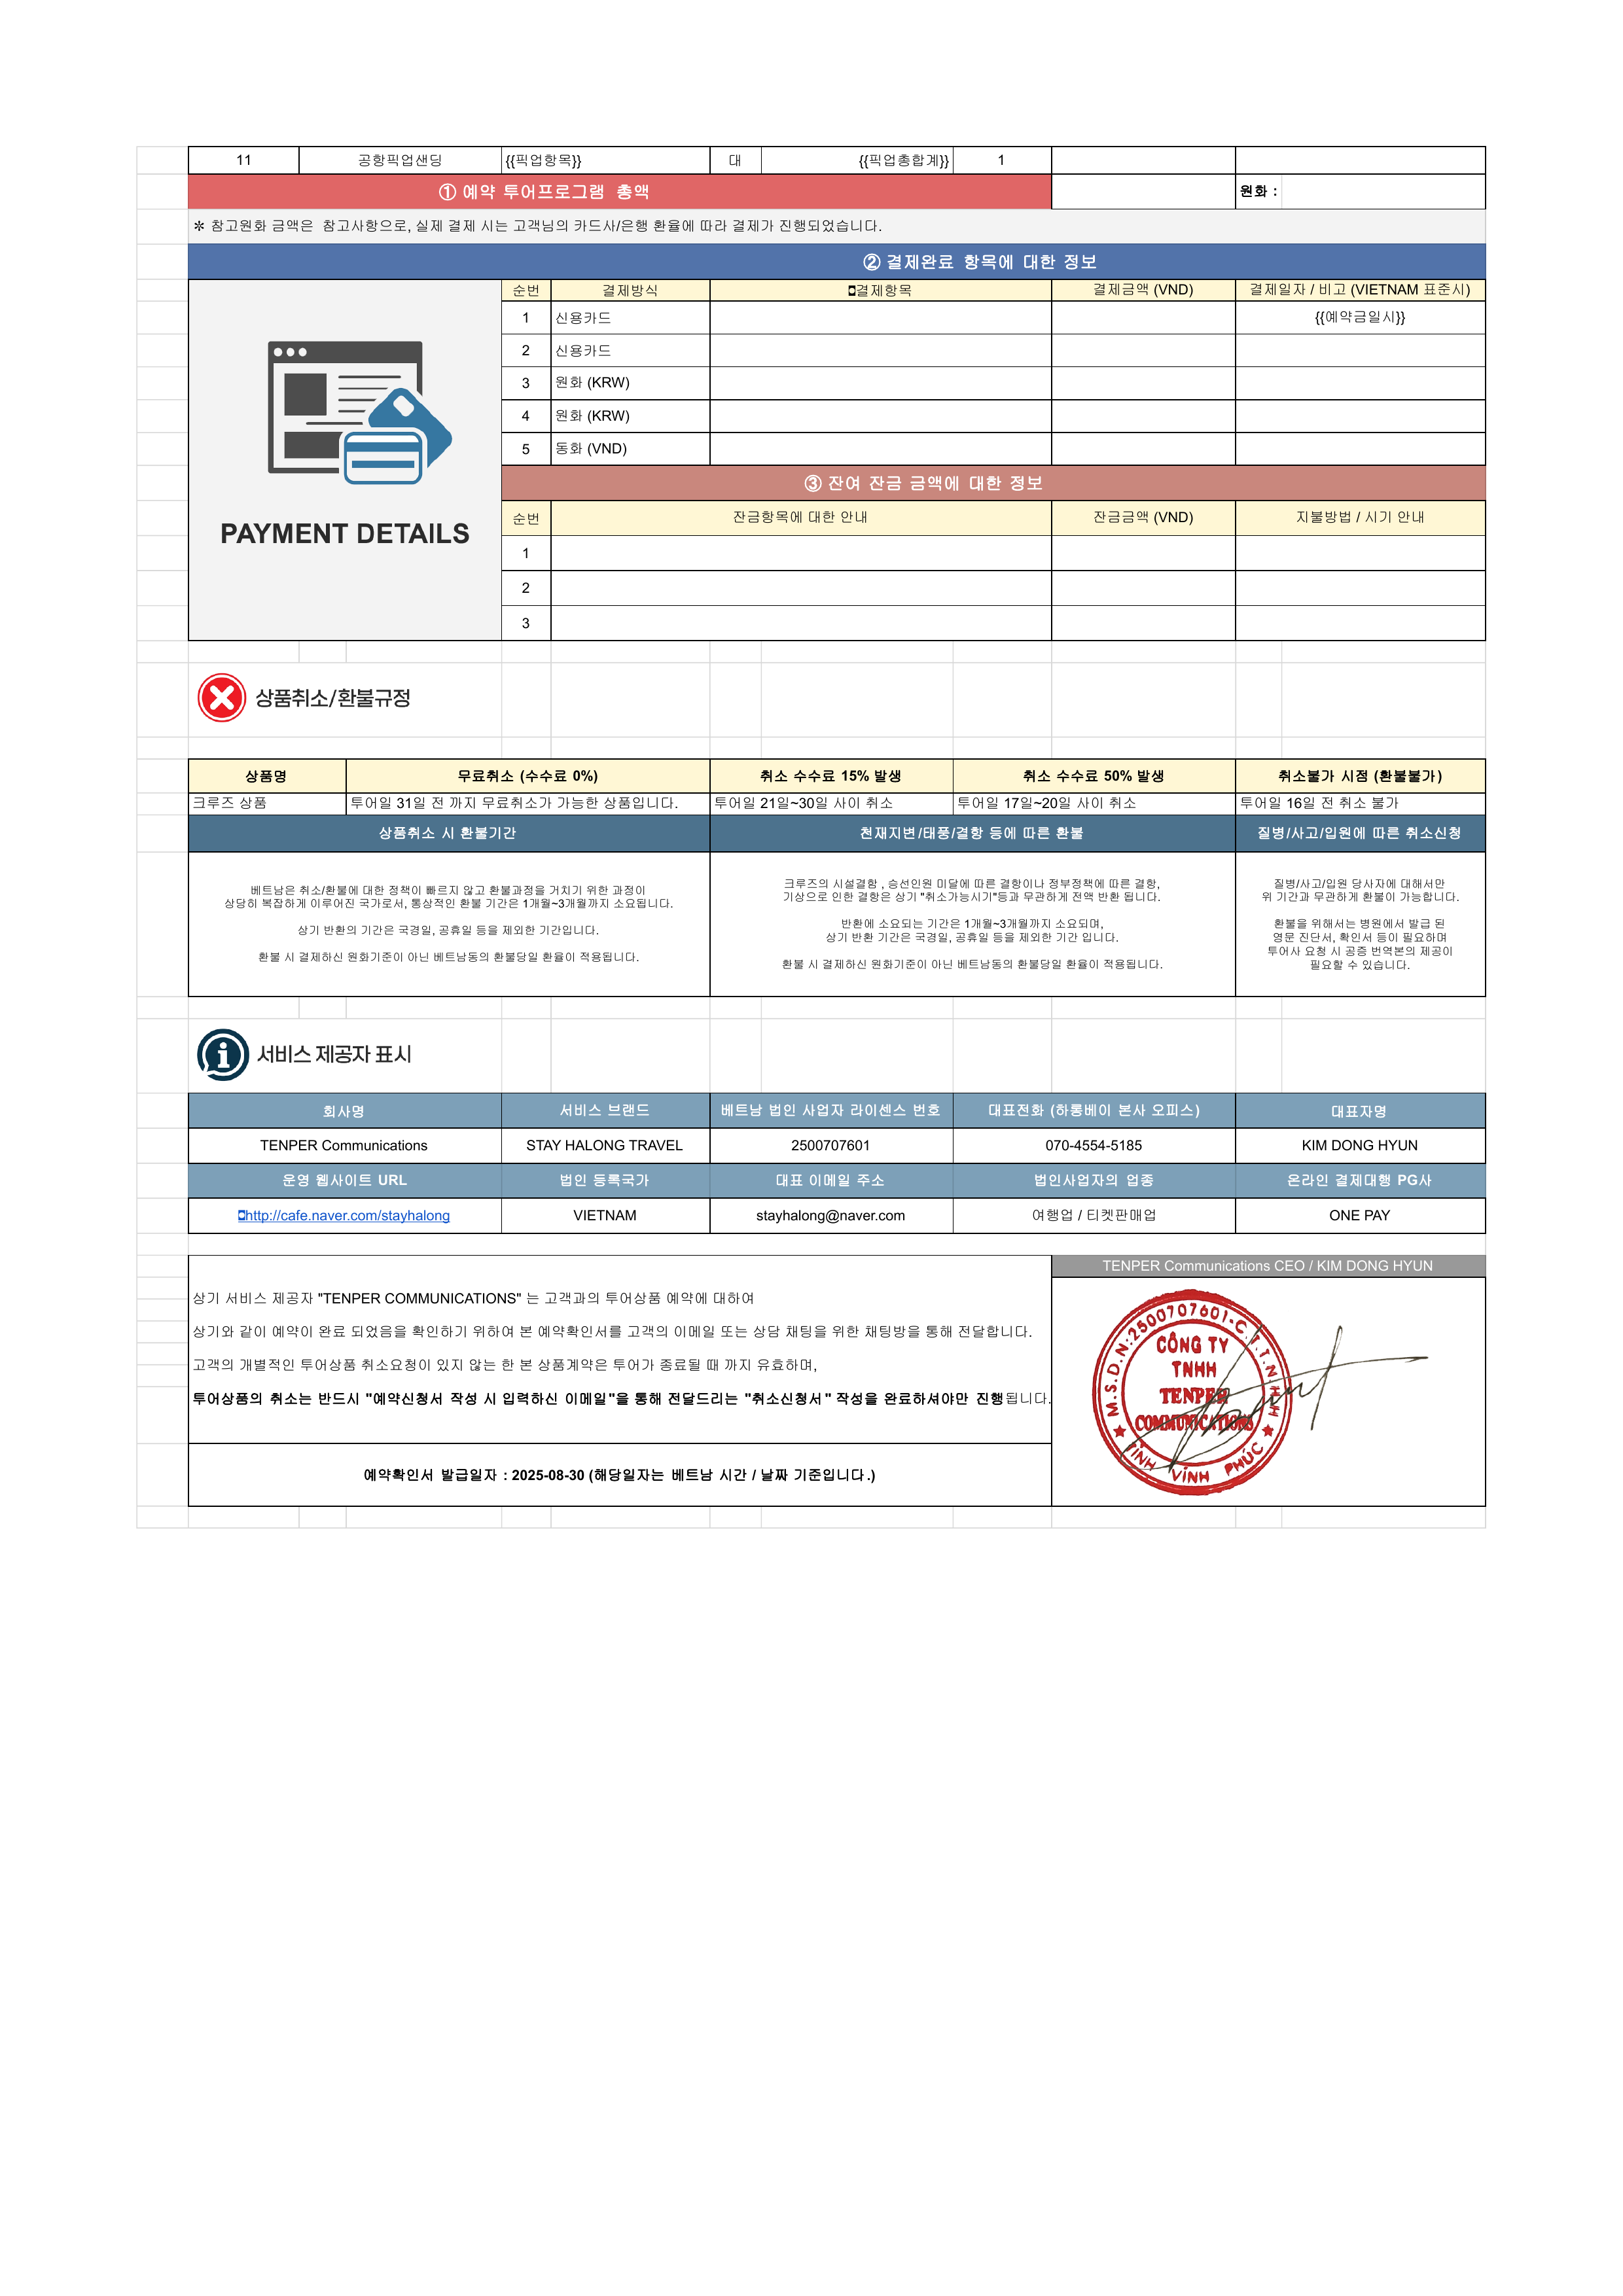 11 공항픽업샌딩 {{픽업항목}} 대 {{픽업총합계}} 1
① 예약 투어프로그램 총액 원화 :
✻ 참고원화 금액은 참고사항으로, 실제 결제 시는 고객님의 카드사/은행 환율에 따라 결제가 진행되었습니다.
② 결제완료 항목에 대한 정보
순번 결제방식 결제항목 결제금액 (VND) 결제일자 / 비고 (VIETNAM 표준시)
1 신용카드 {{예약금일시}}
2 신용카드
3 원화 (KRW)
4 원화 (KRW)
5 동화 (VND)
③ 잔여 잔금 금액에 대한 정보
PAYMENT DETAILS
순번 잔금항목에 대한 안내 잔금금액 (VND) 지불방법 / 시기 안내
1
2
3
상품취소/환불규정
상품명 무료취소 (수수료 0%) 취소 수수료 15% 발생 취소 수수료 50% 발생 취소불가 시점 (환불불가)
크루즈 상품 투어일 31일 전 까지 무료취소가 가능한 상품입니다. 투어일 21일~30일 사이 취소 투어일 17일~20일 사이 취소 투어일 16일 전 취소 불가
상품취소 시 환불기간 천재지변/태풍/결항 등에 따른 환불 질병/사고/입원에 따른 취소신청
베트남은 취소/환불에 대한 정책이 빠르지 않고 환불과정을 거치기 위한 과정이
상당히 복잡하게 이루어진 국가로서, 통상적인 환불 기간은 1개월~3개월까지 소요됩니다.
상기 반환의 기간은 국경일, 공휴일 등을 제외한 기간입니다.
환불 시 결제하신 원화기준이 아닌 베트남동의 환불당일 환율이 적용됩니다.
크루즈의 시설결함 , 승선인원 미달에 따른 결항이나 정부정책에 따른 결항,
기상으로 인한 결항은 상기 "취소가능시기"등과 무관하게 전액 반환 됩니다.
반환에 소요되는 기간은 1개월~3개월까지 소요되며,
상기 반환 기간은 국경일, 공휴일 등을 제외한 기간 입니다.
환불 시 결제하신 원화기준이 아닌 베트남동의 환불당일 환율이 적용됩니다.
질병/사고/입원 당사자에 대해서만
위 기간과 무관하게 환불이 가능합니다.
환불을 위해서는 병원에서 발급 된
영문 진단서, 확인서 등이 필요하며
투어사 요청 시 공증 번역본의 제공이
필요할 수 있습니다.
서비스 제공자 표시
회사명 서비스 브랜드 베트남 법인 사업자 라이센스 번호 대표전화 (하롱베이 본사 오피스) 대표자명
TENPER Communications STAY HALONG TRAVEL 2500707601 070-4554-5185 KIM DONG HYUN
운영 웹사이트 URL 법인 등록국가 대표 이메일 주소 법인사업자의 업종 온라인 결제대행 PG사
http://cafe.naver.com/stayhalong VIETNAM stayhalong@naver.com 여행업 / 티켓판매업 ONE PAY
TENPER Communications CEO / KIM DONG HYUN
상기 서비스 제공자 "TENPER COMMUNICATIONS" 는 고객과의 투어상품 예약에 대하여
상기와 같이 예약이 완료 되었음을 확인하기 위하여 본 예약확인서를 고객의 이메일 또는 상담 채팅을 위한 채팅방을 통해 전달합니다.
고객의 개별적인 투어상품 취소요청이 있지 않는 한 본 상품계약은 투어가 종료될 때 까지 유효하며,
투어상품의 취소는 반드시 "예약신청서 작성 시 입력하신 이메일"을 통해 전달드리는 "취소신청서" 작성을 완료하셔야만 진행됩니다.
예약확인서 발급일자 : 2025-08-30 (해당일자는 베트남 시간 / 날짜 기준입니다.)
M.S.D.N:2500707601-C.T.T.N.H.H
CÔNG TY
TNHH
TENPER
COMMUNICATIONS
TỈNH VĨNH PHÚC